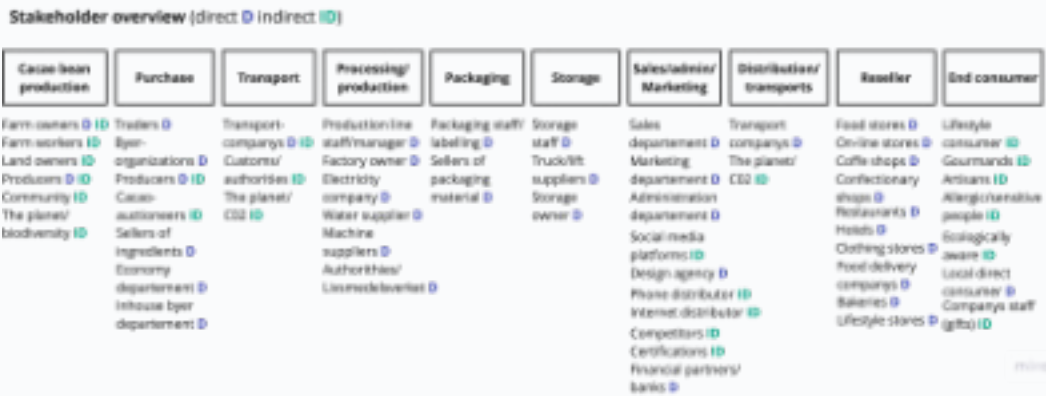 Stakeholder overview (direct D indirect ID)
Cacao bean
production
Farm owners D ID
Farm workers ID
Land owners ID
Producers D ID
Community ID
The planet/
biodiversity ID
Purchase
Traders D
Byer-
organizations D
Producers D ID
Cacao-
auctioneers ID
Sellers of
ingredients D
Economy
departement D
Inhouse byer
departement D
Transport
Transport-
companys D ID
Customs/
authorities ID
The planet/
C02 ID
Processing/
production
Production line
staff/manager D
Factory owner D
Electricity
company D
Water supplier D
Machine
suppliers D
Authorithies/
Livsmedelsverket D
Packaging
Packaging staff/
labelling D
Sellers of
packaging
material D
Storage
Storage
staff D
Truck/lift
suppliers D
Storage
owner D
Sales/admin/
Marketing
Sales
departement D
Marketing
departement D
Administration
departement D
Social media
platforms ID
Design agency D
Phone distributor ID
Internet distributor ID
Competitors ID
Certifications ID
Financial partners/
banks D
Distribution/
transports
Transport
companys D
The planet/
C02 ID
Reseller
Food stores D
On-line stores D
Coffe shops D
Confectionary
shops D
Restaurants D
Hotels D
Clothing stores D
Food delivery
companys D
Bakeries D
Lifestyle stores D
End consumer
Lifestyle
consumer ID
Gourmands ID
Artisans ID
Allergic/sensitive
people ID
Ecologically
aware ID
Local direct
consumer D
Companys staff
(gifts) ID